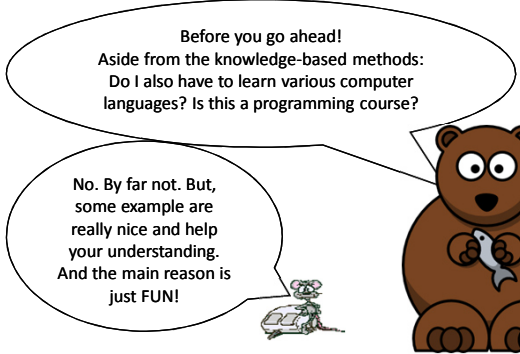 Before you go ahead!
Aside from the knowledge-based methods:
Do I also have to learn various computer
languages? Is this a programming course?
No. By far not. But,
some example are
really nice and help
your understanding.
And the main reason is
just FUN!